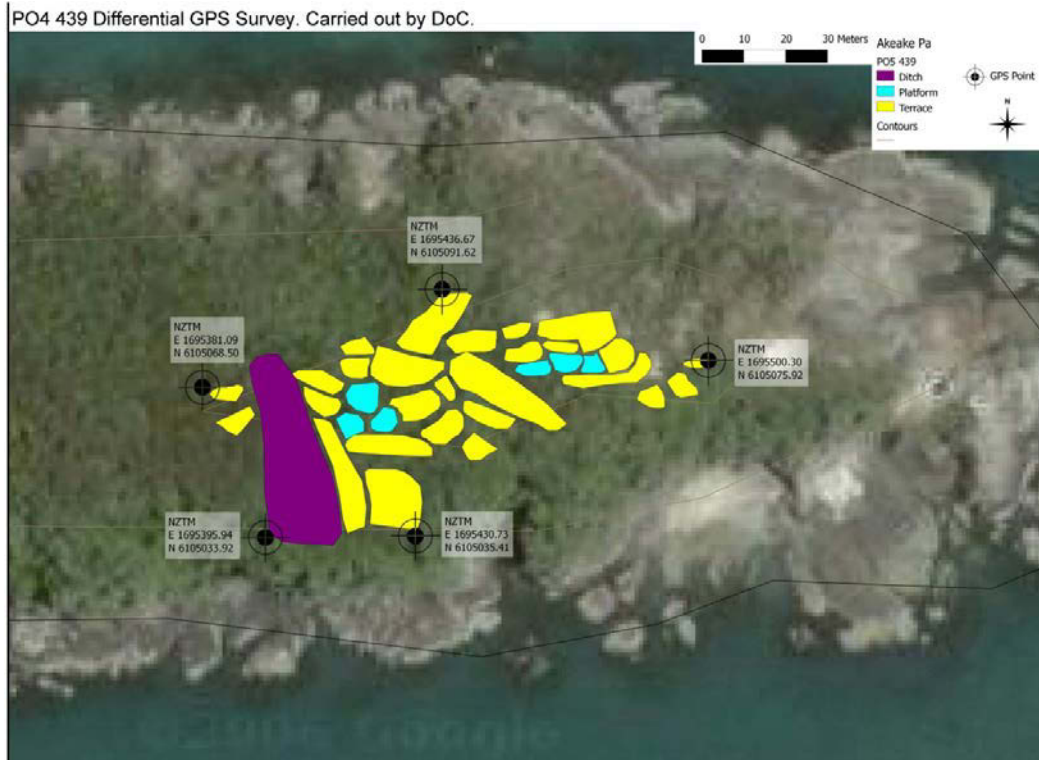 PO4 439 Differential GPS Survey. Carried out by DoC.
0 10 20 30 Meters
Akeake Pa
PO5 439
Ditch
Platform
Terrace
Contours
GPS Point
N
NZTM
E 1695436.67
N 6105091.62
NZTM
E 1695381.09
N 6105068.50
NZTM
E 1695500.30
N 6105075.92
NZTM
E 1695395.94
N 6105033.92
NZTM
E 1695430.73
N 6105035.41
©2006 Google